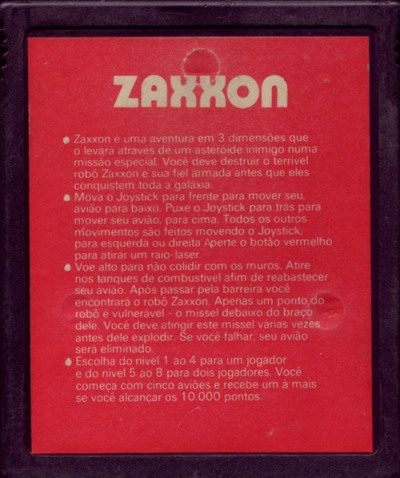 ZAXXON
• Zaxxon e uma aventura em 3 dimensões que
o levara atraves de um asteróide inimigo numa
missão especial. Você deve destruir o terrivel
robô Zaxxon e sua fiel armada antes que eles
conquistem toda a galaxia.
• Mova o Joystick para frente para mover seu
avião para baixo. Puxe o Joystick para trás para
mover seu avião, para cima. Todos os outros
movimentos são feitos movendo o Joystick,
para esquerda ou direita Aperte o botão vermelho
para atirar um raio-laser.
• Voe alto para não colidir com os muros. Atire
nos tanques de combustivel afim de reabastecer
seu avião. Após passar pela barreira você
encontrará o robô Zaxxon. Apenas um ponto do
robô é vulnerável - o missel debaixo do braço
dele. Você deve atingir este missel várias vezes
antes dele explodir. Se você falhar, seu avião
será eliminado.
• Escolha do nivel 1 ao 4 para um jogador
e do nivel 5 ao 8 para dois jogadores. Você
começa com cinco aviões e recebe um à mais
se você alcançar os 10.000 pontos.